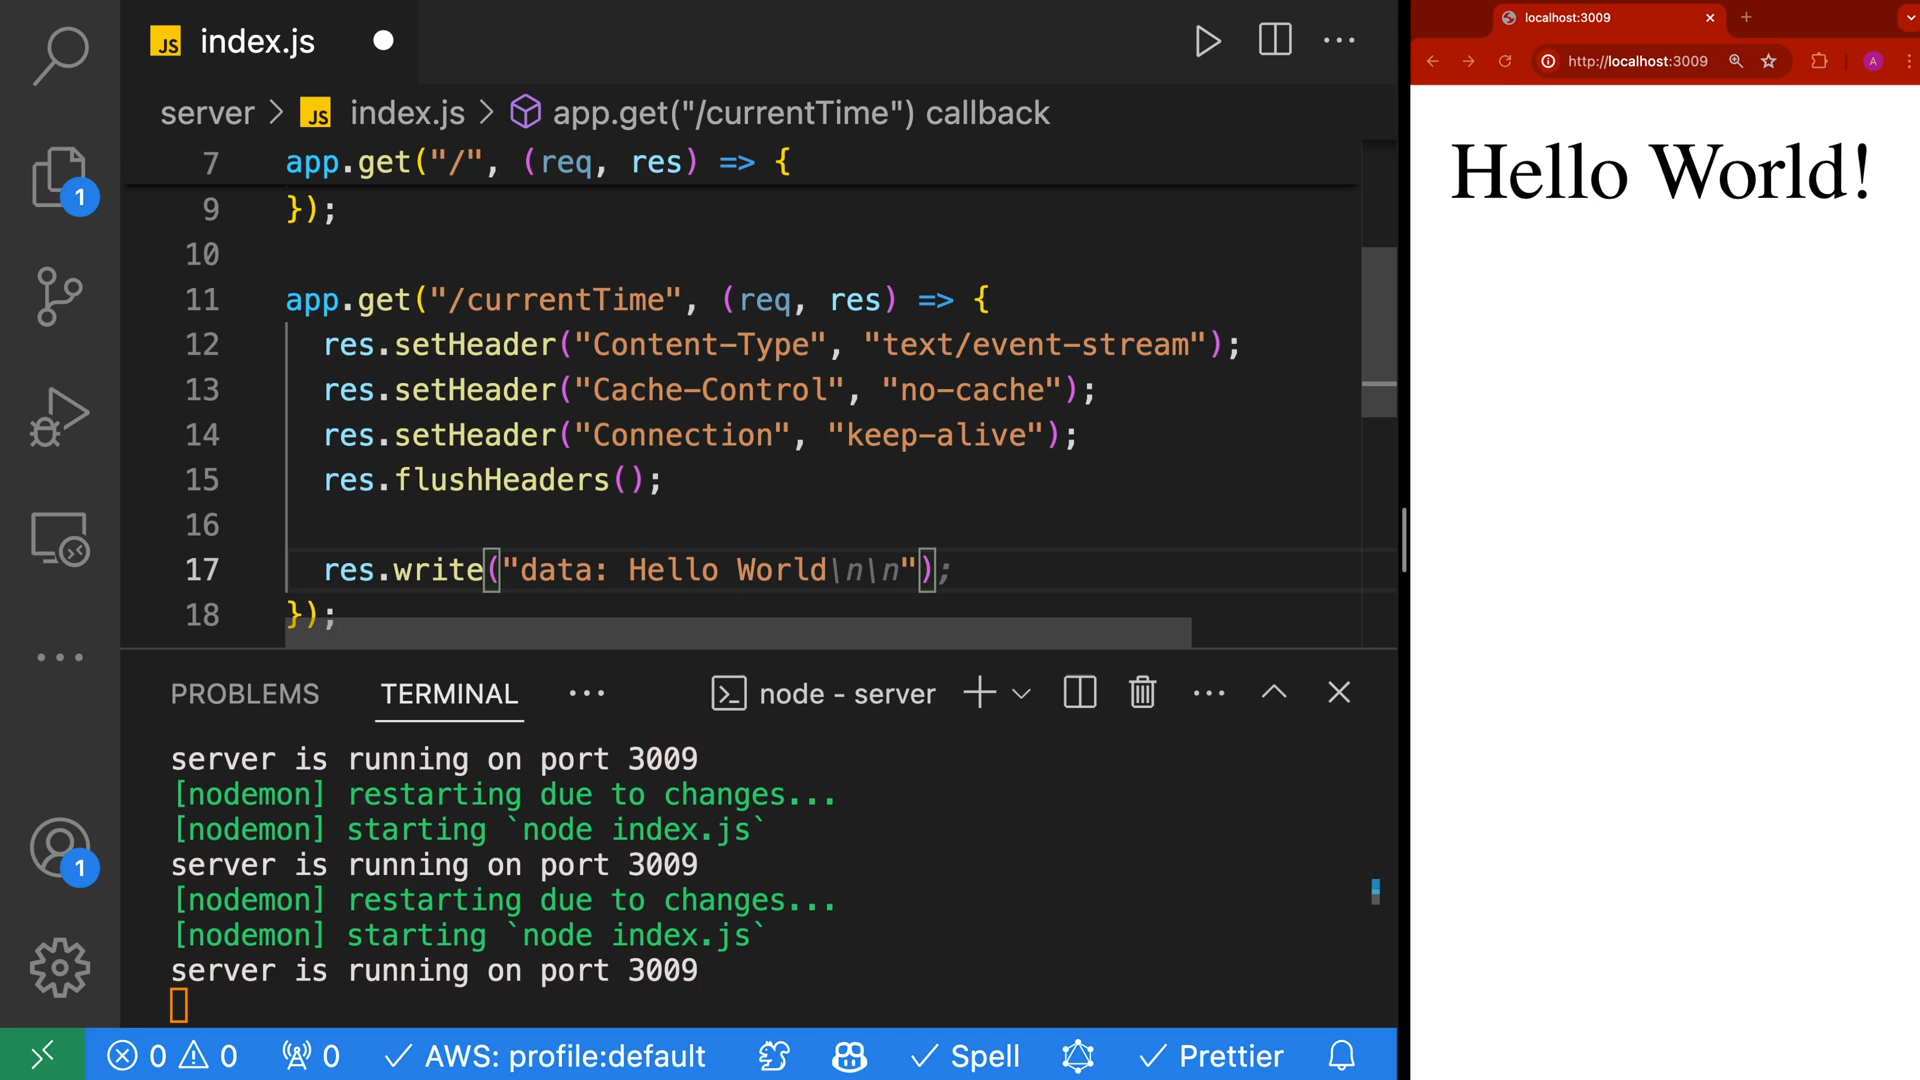 JS index.js
server > JS index.js > app.get("/currentTime") callback
7 app.get("/", (req, res) => {
9 });
10
11 app.get("/currentTime", (req, res) => {
12 res.setHeader("Content-Type", "text/event-stream");
13 res.setHeader("Cache-Control", "no-cache");
14 res.setHeader("Connection", "keep-alive");
15 res.flushHeaders();
16
17 res.write("data: Hello World\n\n");
18 });
1
1
PROBLEMS TERMINAL node - server
server is running on port 3009
[nodemon] restarting due to changes...
[nodemon] starting `node index.js`
server is running on port 3009
[nodemon] restarting due to changes...
[nodemon] starting `node index.js`
server is running on port 3009
0 0 0 AWS: profile:default Spell Prettier
localhost:3009
http://localhost:3009 A
Hello World!